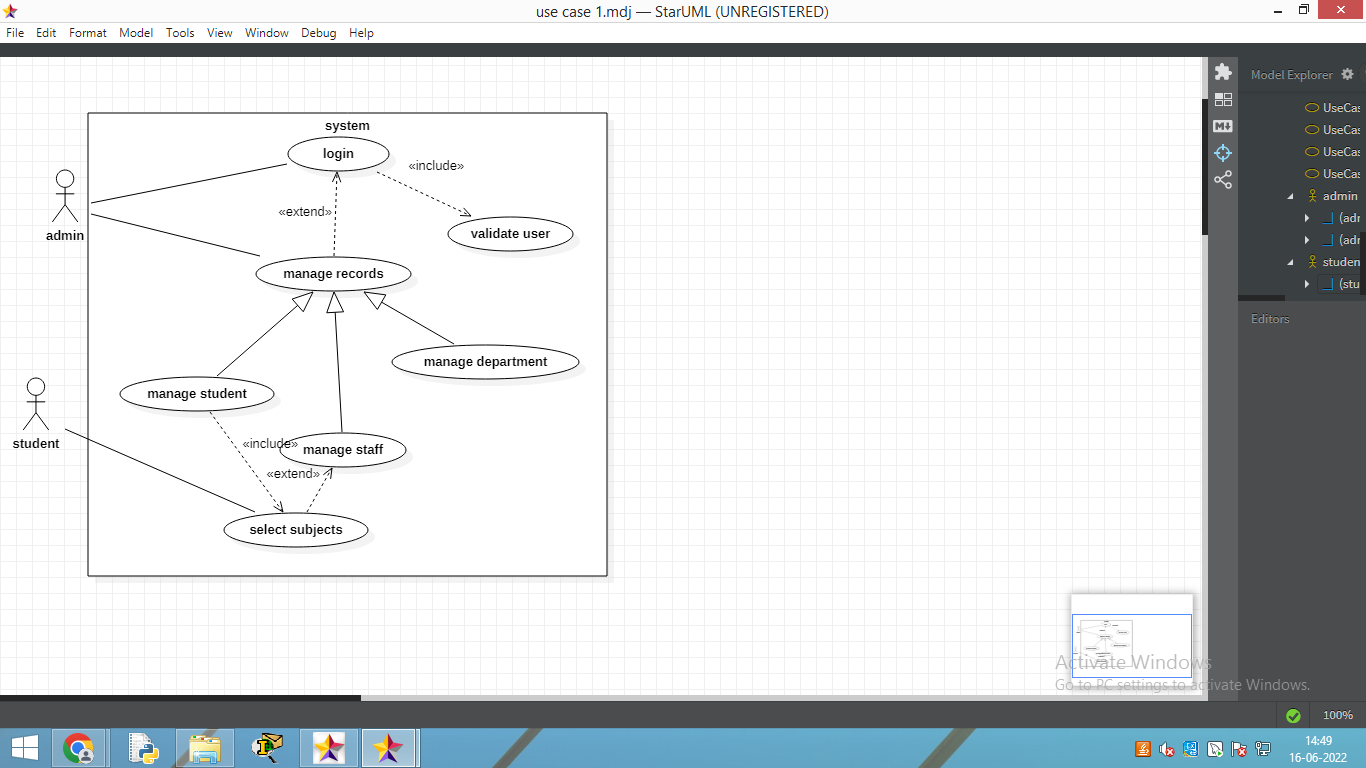 use case 1.mdj — StarUML (UNREGISTERED)
File Edit Format Model Tools View Window Debug Help
Model Explorer
UseCas
UseCas
UseCas
UseCas
admin
(adr
(adr
studen
(stu
Editors
system
login
«include»
«extend»
validate user
admin
manage records
manage department
manage student
student
«include»
manage staff
«extend»
select subjects
Activate Windows
Go to PC settings to activate Windows.
100%
14:49
16-06-2022